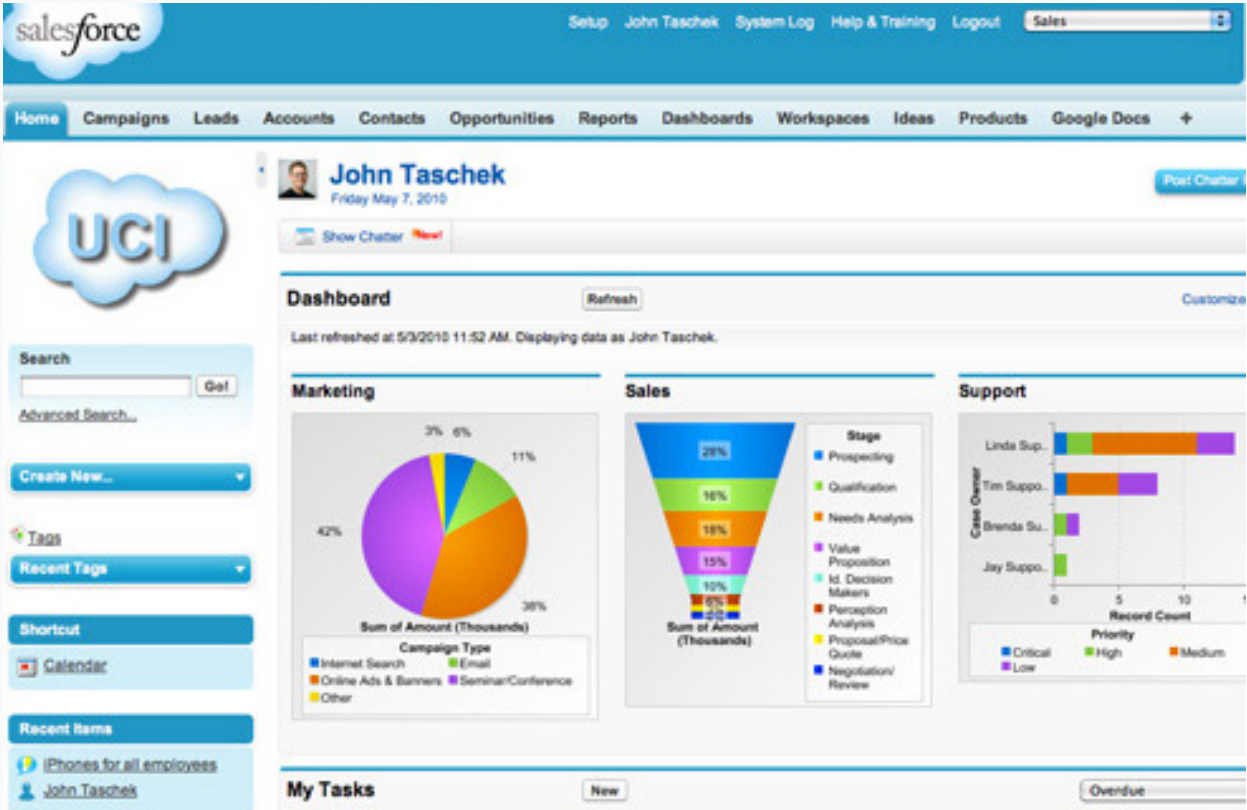 salesforce
Setup John Taschek System Log Help & Training Logout Sales
Home Campaigns Leads Accounts Contacts Opportunities Reports Dashboards Workspaces Ideas Products Google Docs +
UCI
John Taschek
Friday May 7, 2010
Post Chatter
Show Chatter New!
Dashboard Refresh Customize
Last refreshed at 5/3/2010 11:52 AM. Displaying data as John Taschek.
Search
Go!
Advanced Search...
Create New...
Tags
Recent Tags
Shortcut
Calendar
Recent Items
iPhones for all employees
John Taschek
Marketing
3% 6%
11%
42%
38%
Sum of Amount (Thousands)
Campaign Type
Internet Search Email
Online Ads & Banners Seminar/Conference
Other
Sales
28%
16%
18%
15%
10%
6%
Sum of Amount
(Thousands)
Stage
Prospecting
Qualification
Needs Analysis
Value
Proposition
Id. Decision
Makers
Perception
Analysis
Proposal/Price
Quote
Negotiation/
Review
Support
Case Owner
Linda Sup..
Tim Suppo..
Brenda Su..
Jay Suppo..
0 5 10
Record Count
Priority
Critical High Medium
Low
My Tasks New Overdue